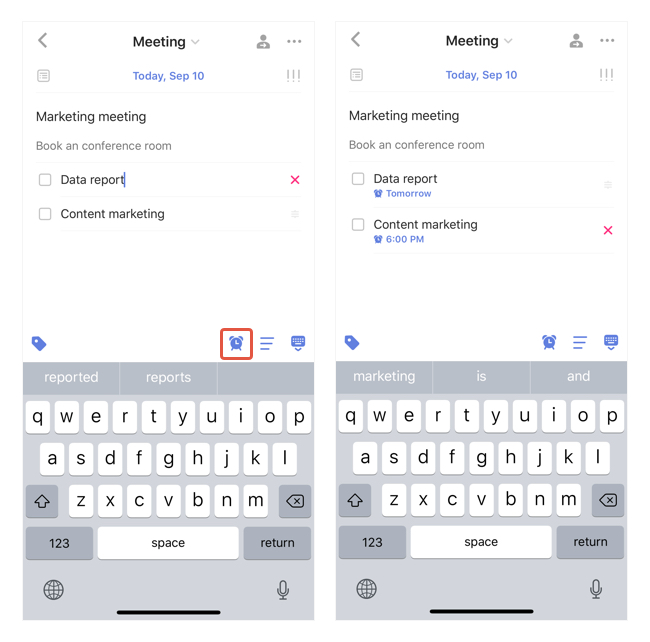 Meeting
Today, Sep 10
Marketing meeting
Book an conference room
Data report
Content marketing
reported reports
q w e r t y u i o p
a s d f g h j k l
z x c v b n m
123 space return
Meeting
Today, Sep 10
Marketing meeting
Book an conference room
Data report
Tomorrow
Content marketing
6:00 PM
marketing is and
q w e r t y u i o p
a s d f g h j k l
z x c v b n m
123 space return